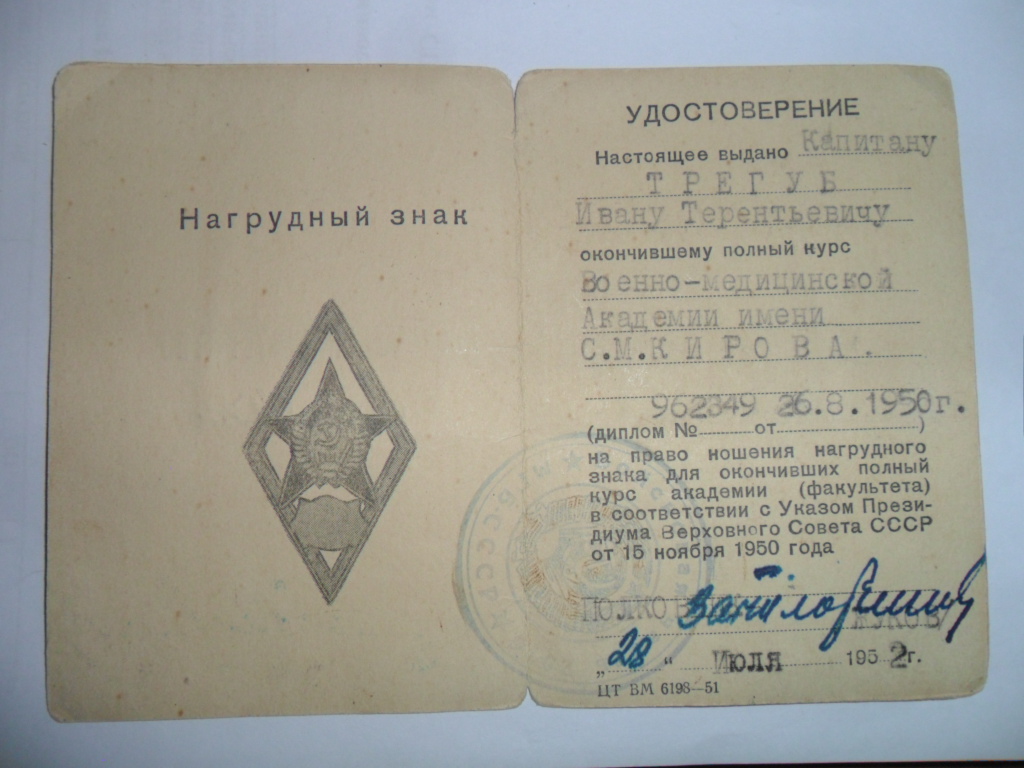 Нагрудный знак
УДОСТОВЕРЕНИЕ
Настоящее выдано Капитану
ТРЕГУБ
Ивану Терентьевичу
окончившему полный курс
Военно-медицинской
Академии имени
С.М.КИРОВА.
962349 26.8.1950г.
(диплом № от )
на право ношения нагрудного
знака для окончивших полный
курс академии (факультета)
в соответствии с Указом Прези-
диума Верховного Совета СССР
от 15 ноября 1950 года
"28" Июля 1952г.
ЦТ ВМ 6198—51